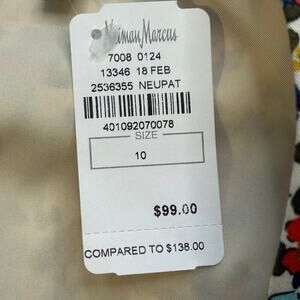 Neiman Marcus
7008 0124
13346 18 FEB
2536355 NEUPAT
401092070078
SIZE
10
$99.00
COMPARED TO $138.00